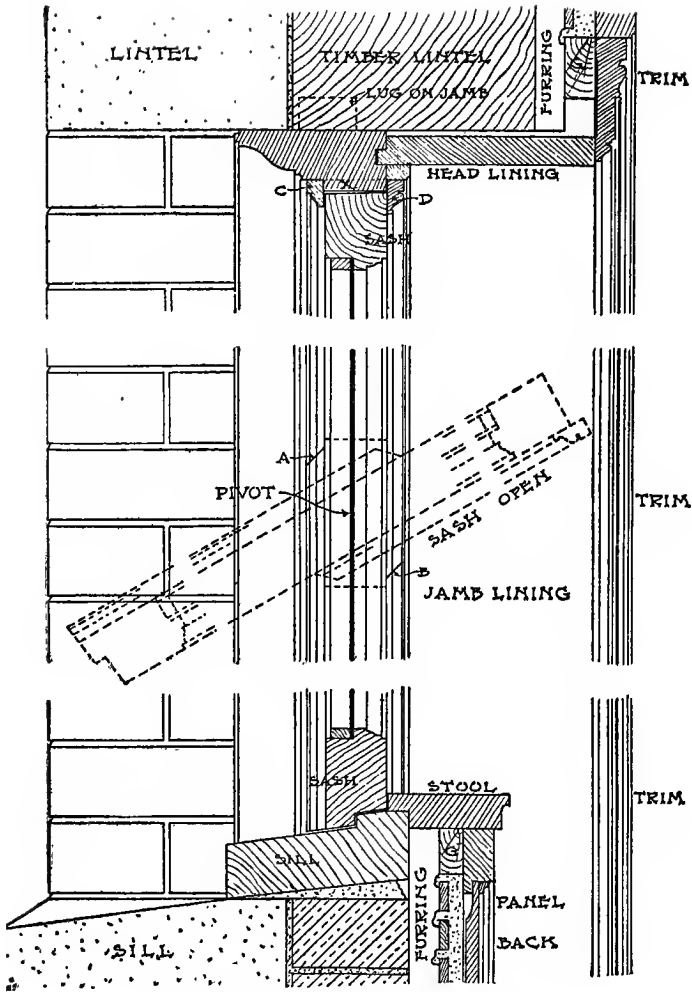 LINTEL
TIMBER LINTEL
FURRING
G
TRIM
LUG ON JAMB
HEAD LINING
C
X
D
SASH
A
PIVOT
SASH OPEN
TRIM
B
JAMB LINING
SASH
STOOL
TRIM
G
SILL
FURRING
PANEL
BACK
SILL